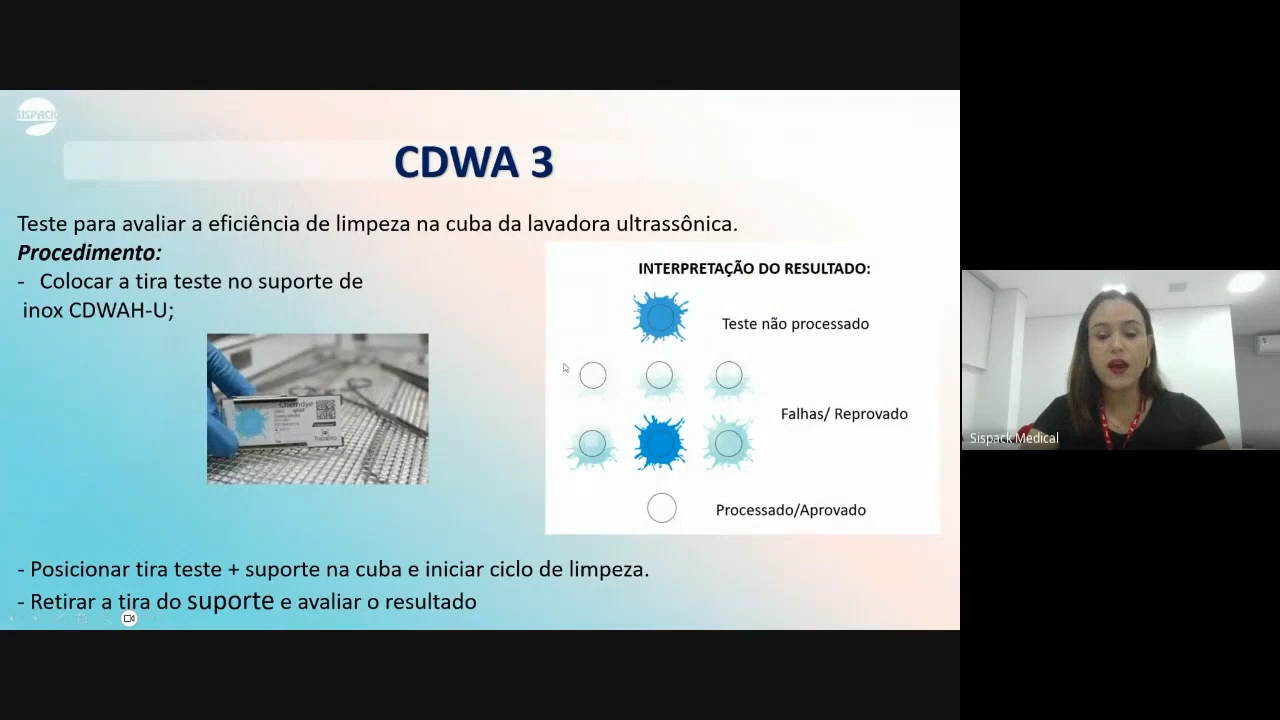 SISPACK
CDWA 3
Teste para avaliar a eficiência de limpeza na cuba da lavadora ultrassônica.
Procedimento:
- Colocar a tira teste no suporte de
inox CDWAH-U;
Chemdye
INTERPRETAÇÃO DO RESULTADO:
Teste não processado
Falhas/ Reprovado
Processado/Aprovado
- Posicionar tira teste + suporte na cuba e iniciar ciclo de limpeza.
- Retirar a tira do suporte e avaliar o resultado
Sispack Medical